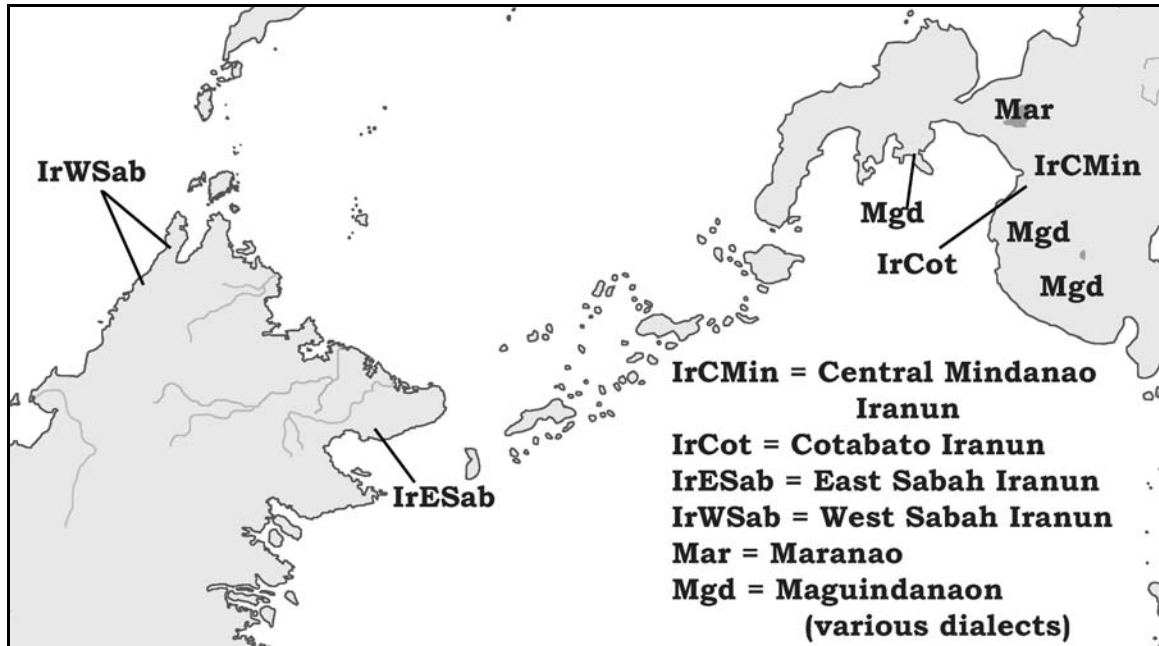 Mar
IrWSab
IrCMin
Mgd
Mgd
IrCot
Mgd
IrESab
IrCMin = Central Mindanao
Iranun
IrCot = Cotabato Iranun
IrESab = East Sabah Iranun
IrWSab = West Sabah Iranun
Mar = Maranao
Mgd = Maguindanaon
(various dialects)